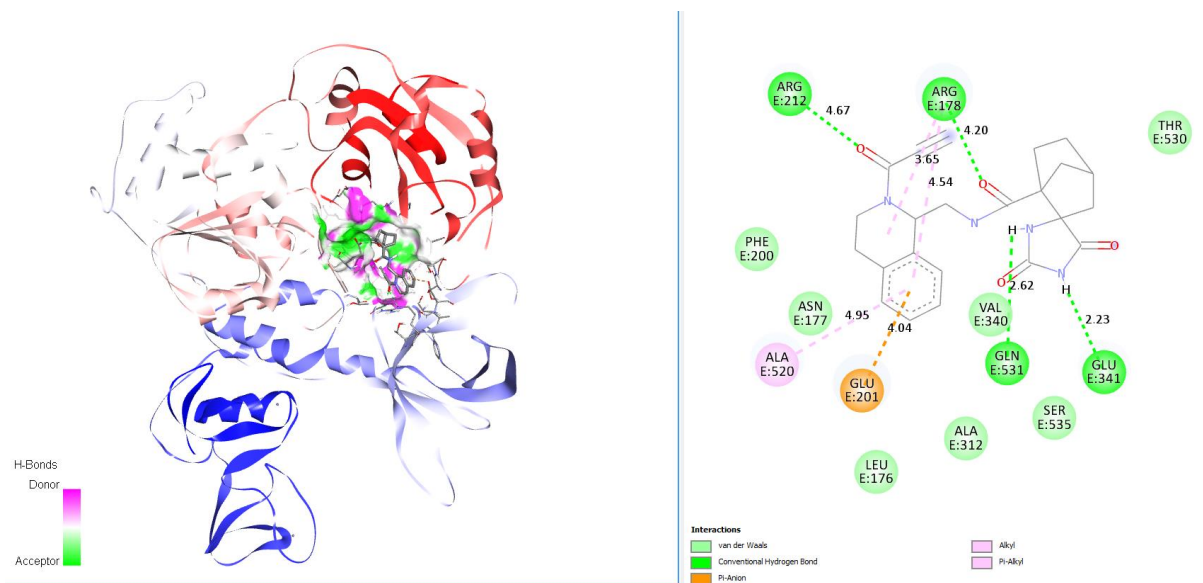 H-Bonds
Donor
Acceptor
ARG
E:212
ARG
E:178
THR
E:530
4.67
4.20
O
3.65
O
4.54
N
N
H
N
O
O
N
H
2.62
PHE
E:200
ASN
E:177
VAL
E:340
4.95
4.04
2.23
ALA
E:520
GLU
E:201
GLN
E:531
GLU
E:341
SER
E:535
ALA
E:312
LEU
E:176
Interactions
van der Waals
Conventional Hydrogen Bond
Pi-Anion
Alkyl
Pi-Alkyl